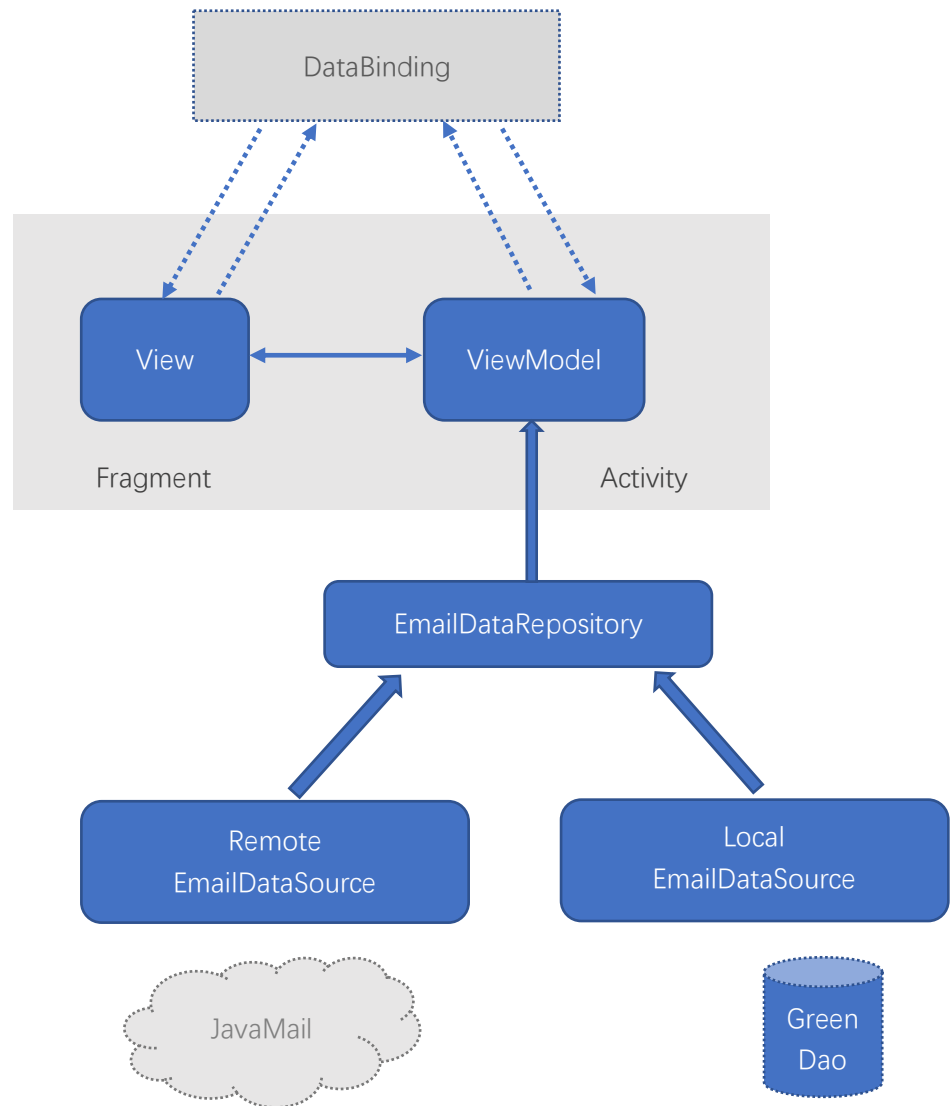 DataBinding
View
ViewModel
Fragment
Activity
EmailDataRepository
Remote
EmailDataSource
Local
EmailDataSource
JavaMail
Green
Dao